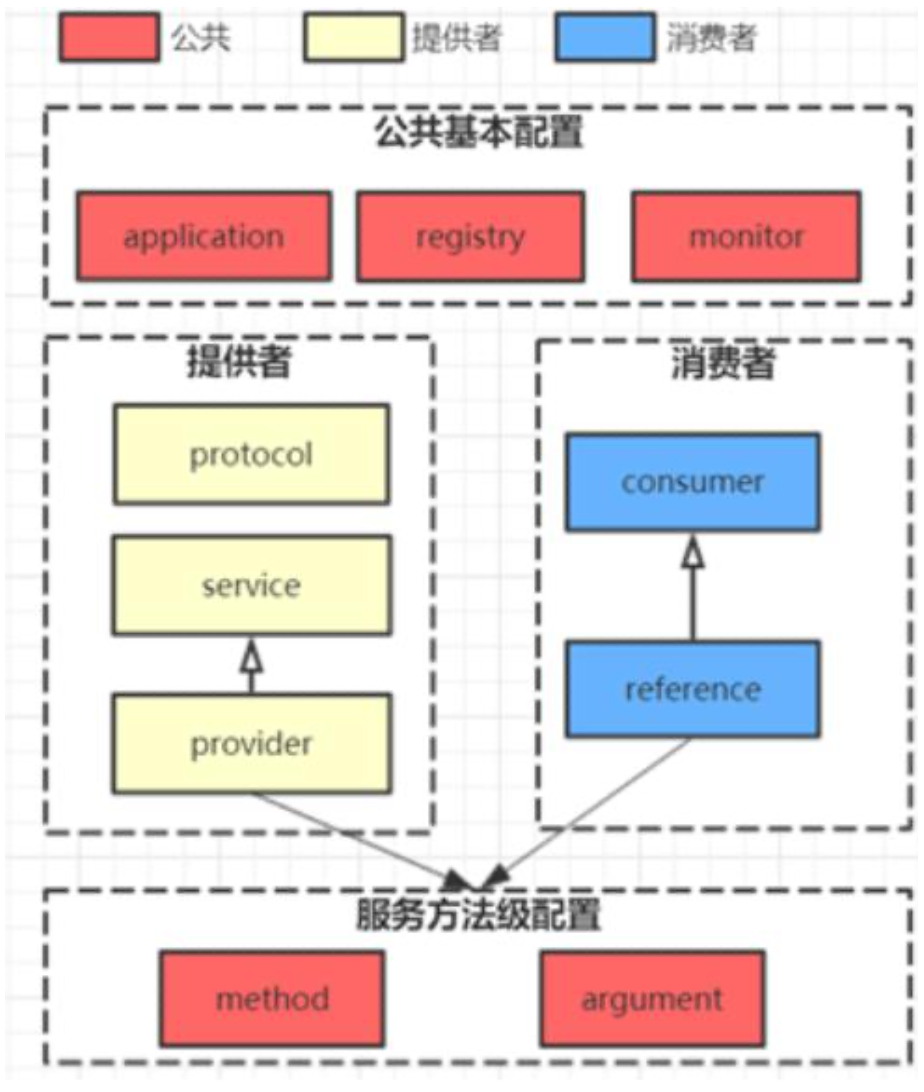 公共 提供者 消费者
公共基本配置
application registry monitor
提供者
protocol
service
provider
消费者
consumer
reference
服务方法级配置
method argument